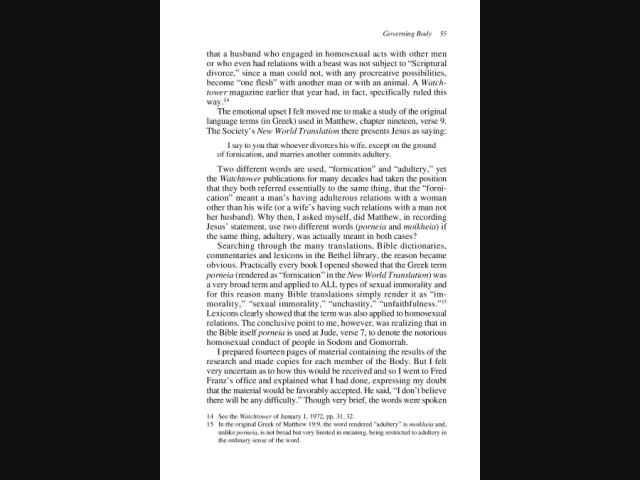 Governing Body 55
that a husband who engaged in homosexual acts with other men
or who even had relations with a beast was not subject to “Scriptural
divorce,” since a man could not, with any procreative possibilities,
become “one flesh” with another man or with an animal. A Watch-
tower magazine earlier that year had, in fact, specifically ruled this
way.14
The emotional upset I felt moved me to make a study of the original
language terms (in Greek) used in Matthew, chapter nineteen, verse 9.
The Society’s New World Translation there presents Jesus as saying:
I say to you that whoever divorces his wife, except on the ground
of fornication, and marries another commits adultery.
Two different words are used, “fornication” and “adultery,” yet
the Watchtower publications for many decades had taken the position
that they both referred essentially to the same thing, that the “forni-
cation” meant a man’s having adulterous relations with a woman
other than his wife (or a wife’s having such relations with a man not
her husband). Why then, I asked myself, did Matthew, in recording
Jesus’ statement, use two different words (porneia and moikheia) if
the same thing, adultery, was actually meant in both cases?
Searching through the many translations, Bible dictionaries,
commentaries and lexicons in the Bethel library, the reason became
obvious. Practically every book I opened showed that the Greek term
porneia (rendered as “fornication” in the New World Translation) was
a very broad term and applied to ALL types of sexual immorality and
for this reason many Bible translations simply render it as “im-
morality,” “sexual immorality,” “unchastity,” “unfaithfulness.”15
Lexicons clearly showed that the term was also applied to homosexual
relations. The conclusive point to me, however, was realizing that in
the Bible itself porneia is used at Jude, verse 7, to denote the notorious
homosexual conduct of people in Sodom and Gomorrah.
I prepared fourteen pages of material containing the results of the
research and made copies for each member of the Body. But I felt
very uncertain as to how this would be received and so I went to Fred
Franz’s office and explained what I had done, expressing my doubt
that the material would be favorably accepted. He said, “I don’t believe
there will be any difficulty.” Though very brief, the words were spoken
14 See the Watchtower of January 1, 1972, pp. 31, 32.
15 In the original Greek of Matthew 19:9, the word rendered “adultery” is moikheia and,
unlike porneia, is not broad but very limited in meaning, being restricted to adultery in
the ordinary sense of the word.